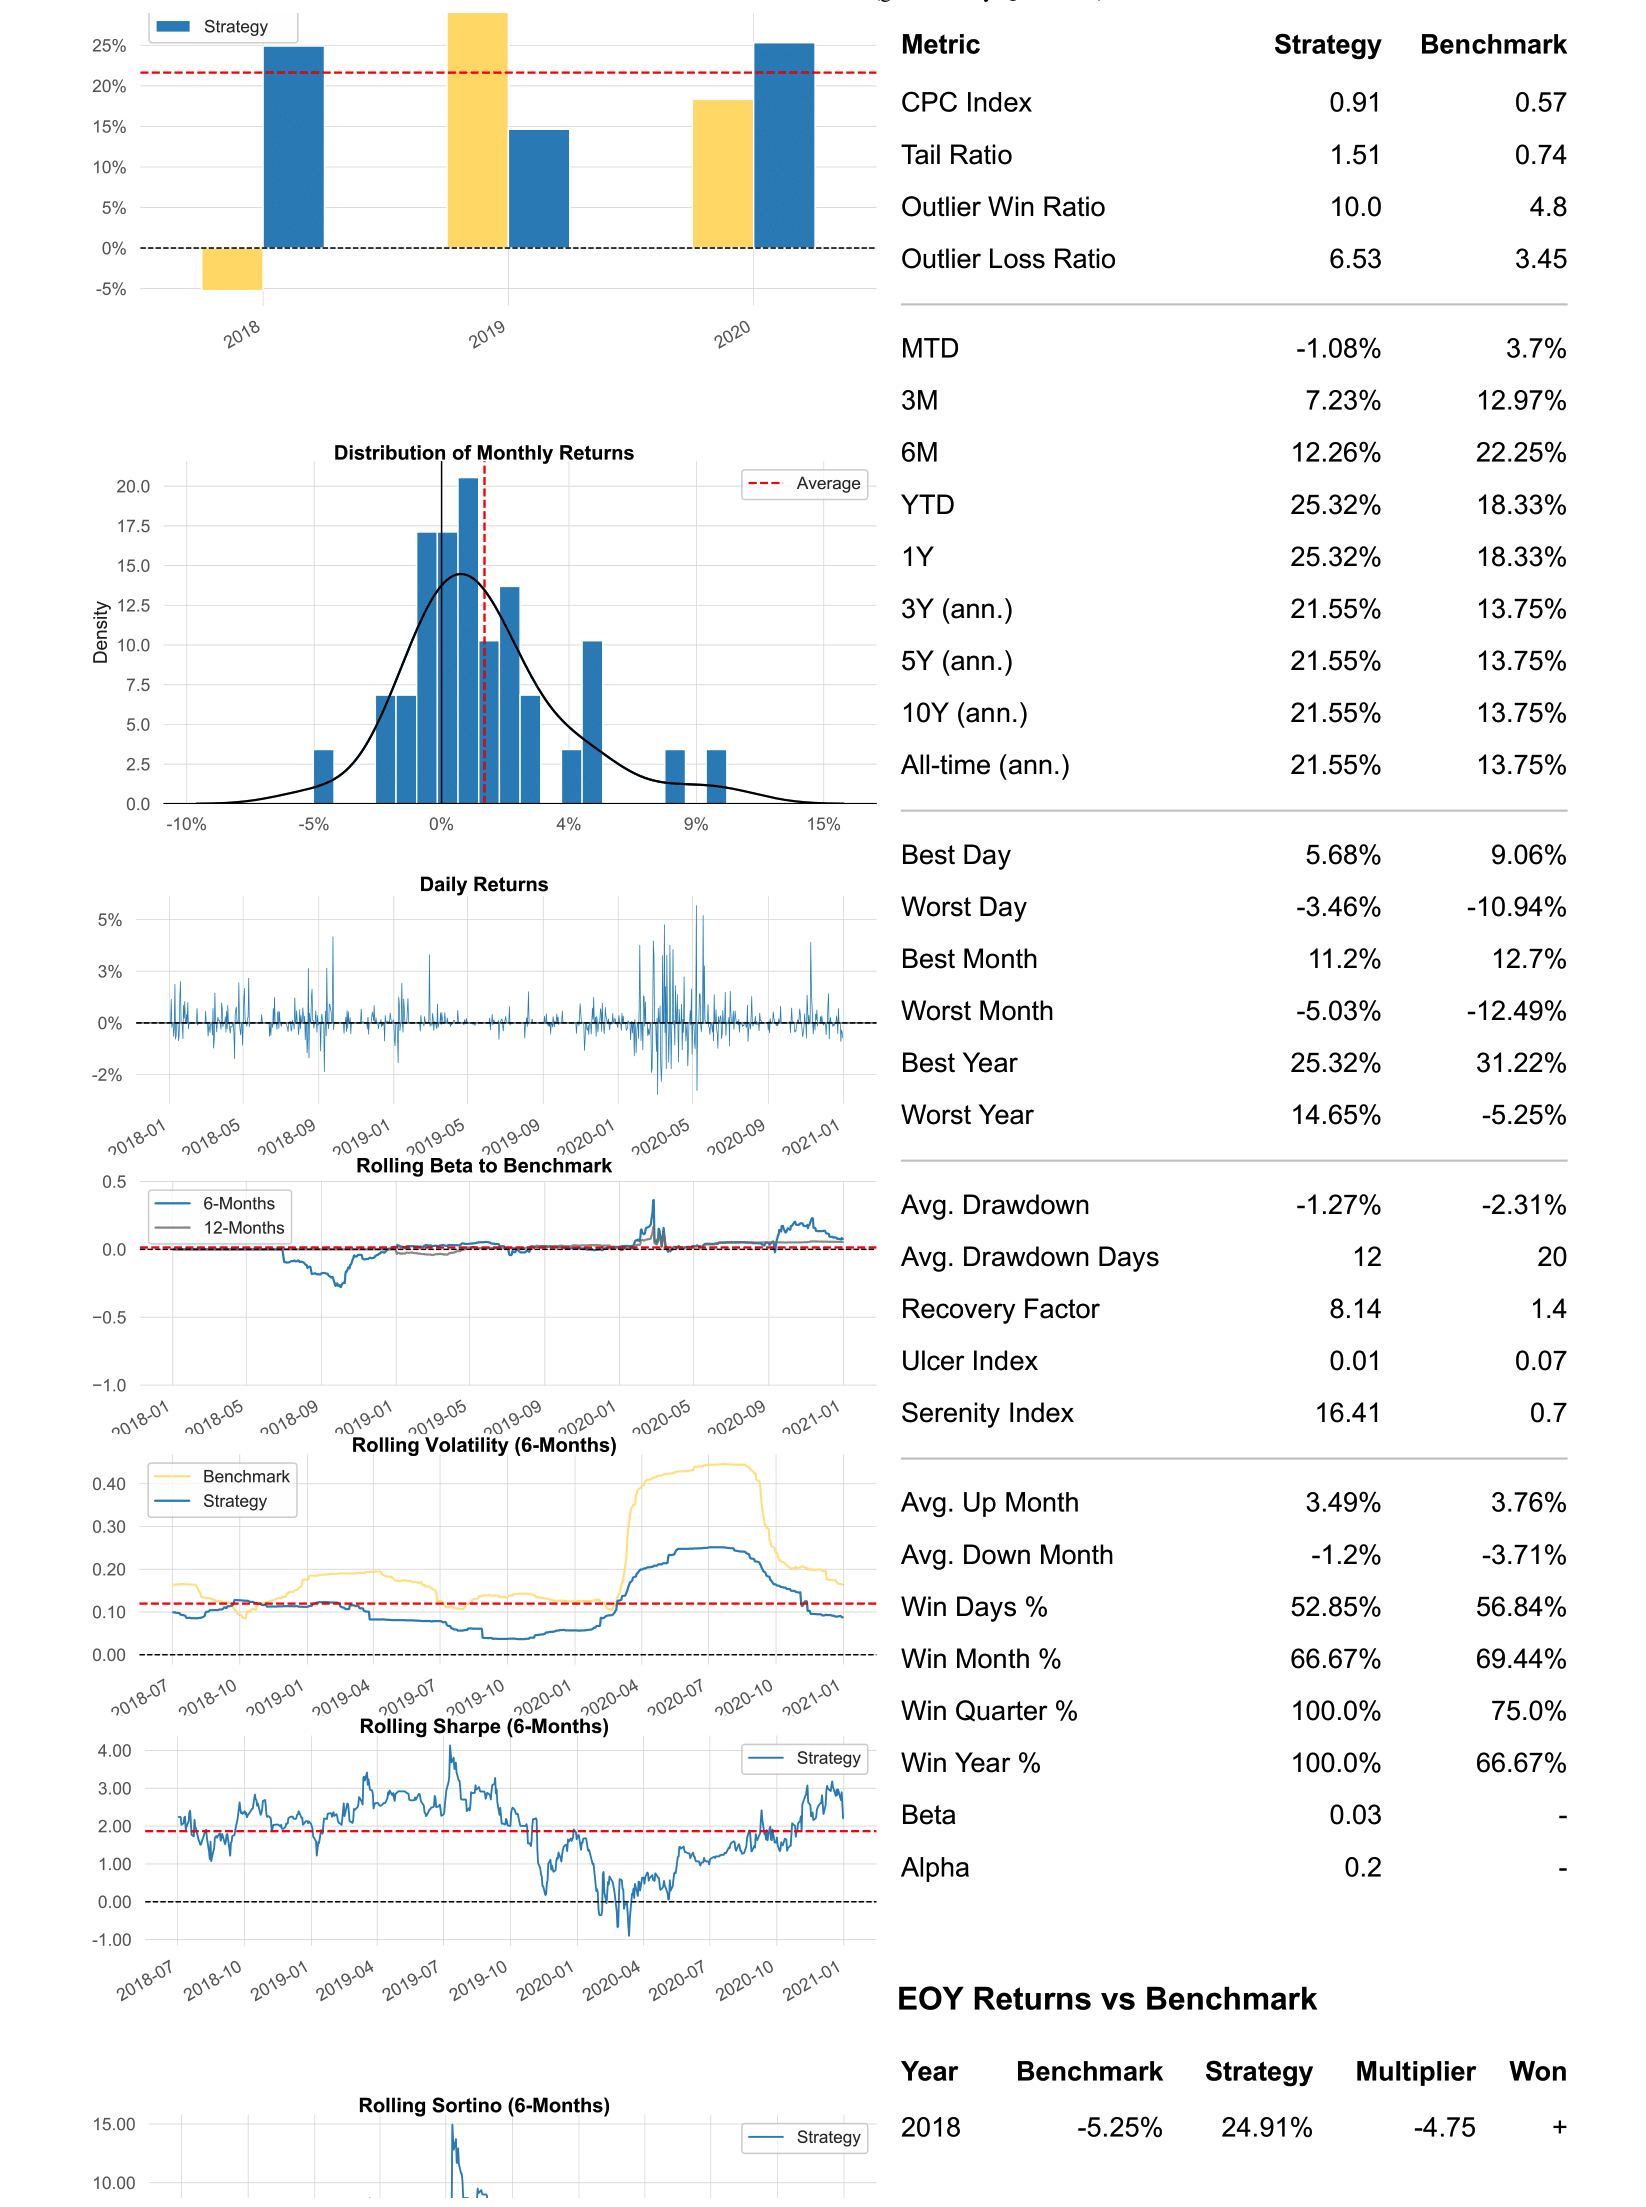 Strategy
25%
20%
15%
10%
5%
0%
-5%
2018 2019 2020
Distribution of Monthly Returns
Average
Density
20.0
17.5
15.0
12.5
10.0
7.5
5.0
2.5
0.0
-10% -5% 0% 4% 9% 15%
Daily Returns
5%
3%
0%
-2%
2018-01 2018-05 2018-09 2019-01 2019-05 2019-09 2020-01 2020-05 2020-09 2021-01
Rolling Beta to Benchmark
6-Months
12-Months
0.5
0.0
−0.5
−1.0
2018-01 2018-05 2018-09 2019-01 2019-05 2019-09 2020-01 2020-05 2020-09 2021-01
Rolling Volatility (6-Months)
Benchmark
Strategy
0.40
0.30
0.20
0.10
0.00
2018-07 2018-10 2019-01 2019-04 2019-07 2019-10 2020-01 2020-04 2020-07 2020-10 2021-01
Rolling Sharpe (6-Months)
Strategy
4.00
3.00
2.00
1.00
0.00
-1.00
2018-07 2018-10 2019-01 2019-04 2019-07 2019-10 2020-01 2020-04 2020-07 2020-10 2021-01
Rolling Sortino (6-Months)
Strategy
15.00
10.00
Metric Strategy Benchmark
CPC Index 0.91 0.57
Tail Ratio 1.51 0.74
Outlier Win Ratio 10.0 4.8
Outlier Loss Ratio 6.53 3.45
MTD -1.08% 3.7%
3M 7.23% 12.97%
6M 12.26% 22.25%
YTD 25.32% 18.33%
1Y 25.32% 18.33%
3Y (ann.) 21.55% 13.75%
5Y (ann.) 21.55% 13.75%
10Y (ann.) 21.55% 13.75%
All-time (ann.) 21.55% 13.75%
Best Day 5.68% 9.06%
Worst Day -3.46% -10.94%
Best Month 11.2% 12.7%
Worst Month -5.03% -12.49%
Best Year 25.32% 31.22%
Worst Year 14.65% -5.25%
Avg. Drawdown -1.27% -2.31%
Avg. Drawdown Days 12 20
Recovery Factor 8.14 1.4
Ulcer Index 0.01 0.07
Serenity Index 16.41 0.7
Avg. Up Month 3.49% 3.76%
Avg. Down Month -1.2% -3.71%
Win Days % 52.85% 56.84%
Win Month % 66.67% 69.44%
Win Quarter % 100.0% 75.0%
Win Year % 100.0% 66.67%
Beta 0.03 -
Alpha 0.2 -
EOY Returns vs Benchmark
Year Benchmark Strategy Multiplier Won
2018 -5.25% 24.91% -4.75 +